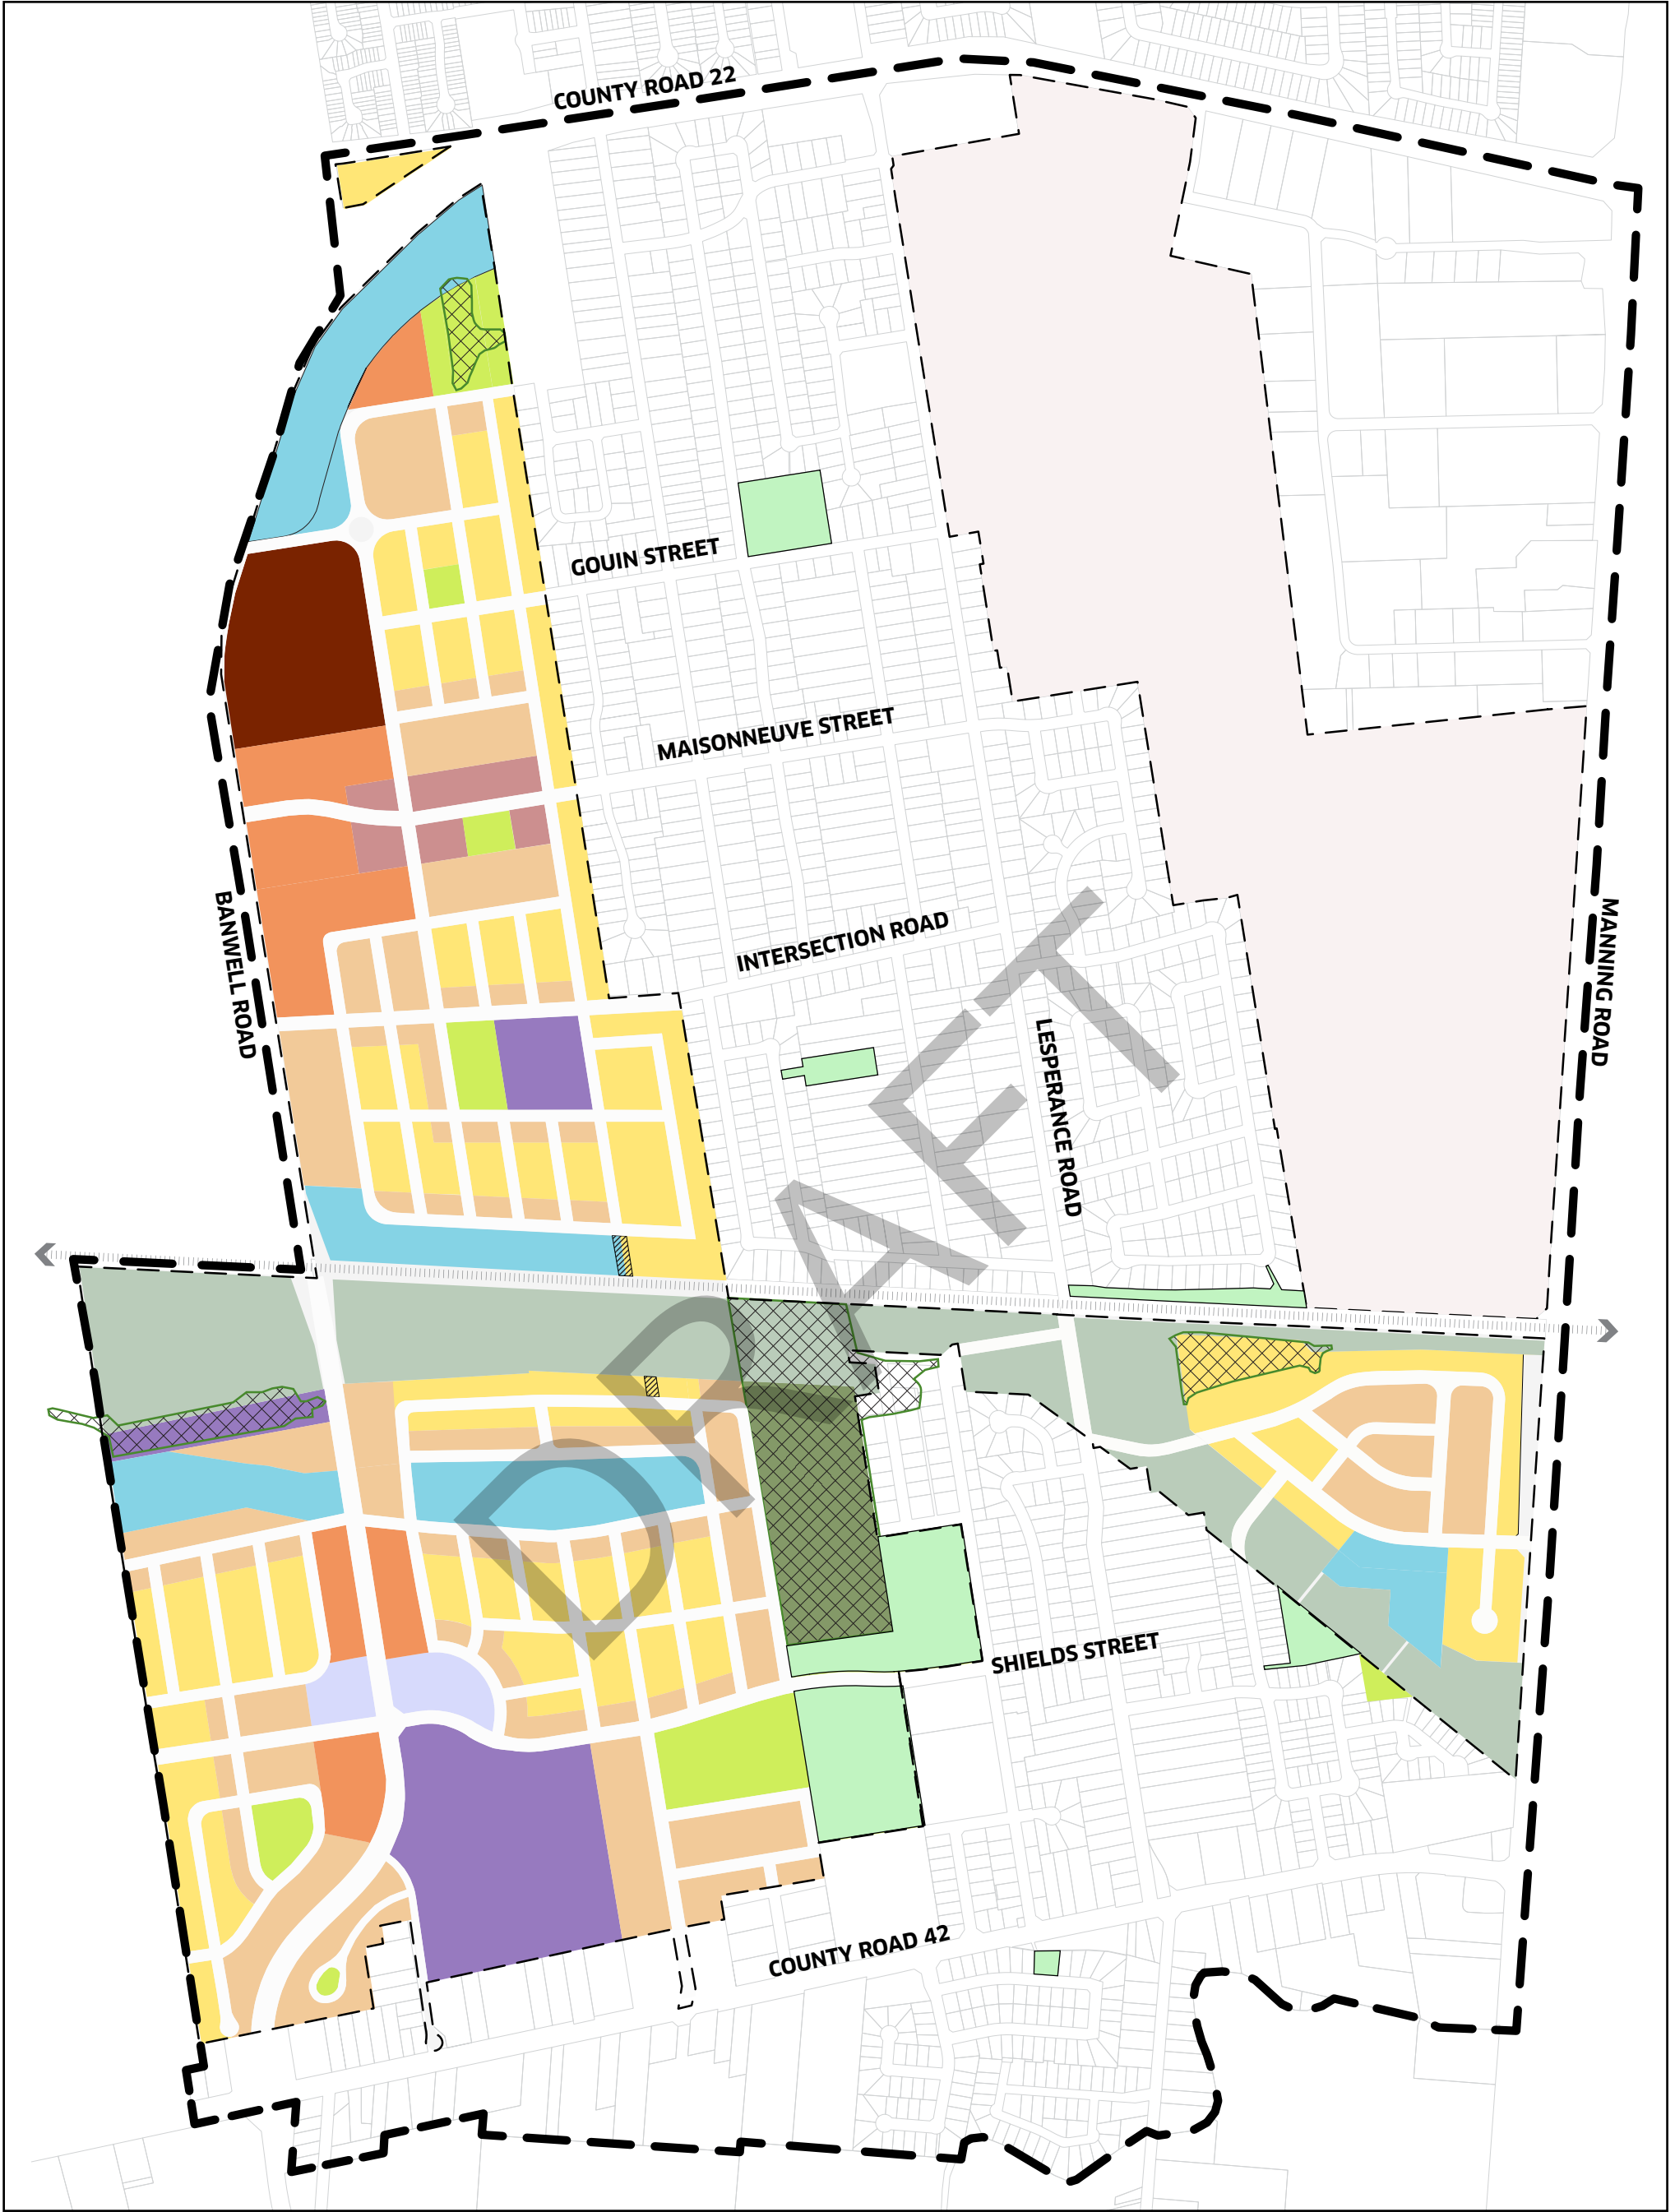 COUNTY ROAD 22
GOUIN STREET
MAISONNEUVE STREET
INTERSECTION ROAD
BANWELL ROAD
MANNING ROAD
LESPERANCE ROAD
DRAFT
SHIELDS STREET
COUNTY ROAD 42